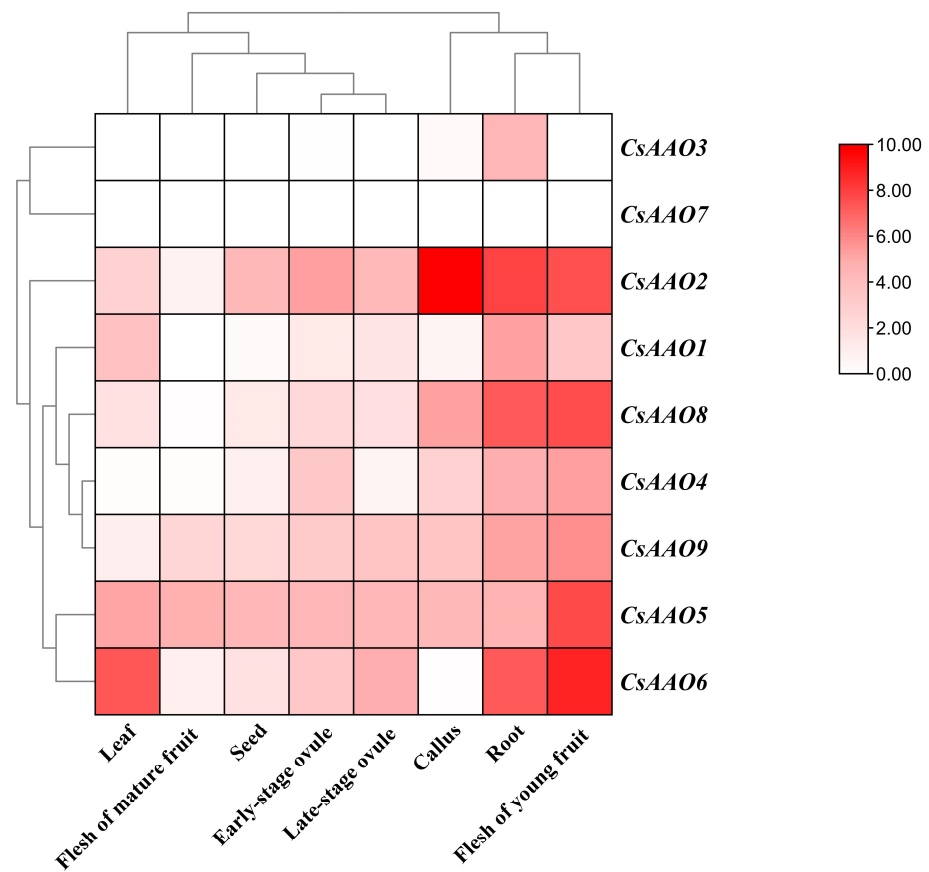 CsAAO3
CsAAO7
CsAAO2
CsAAO1
CsAAO8
CsAAO4
CsAAO9
CsAAO5
CsAAO6
10.00
8.00
6.00
4.00
2.00
0.00
Leaf
Flesh of mature fruit
Seed
Early-stage ovule
Late-stage ovule
Callus
Root
Flesh of young fruit